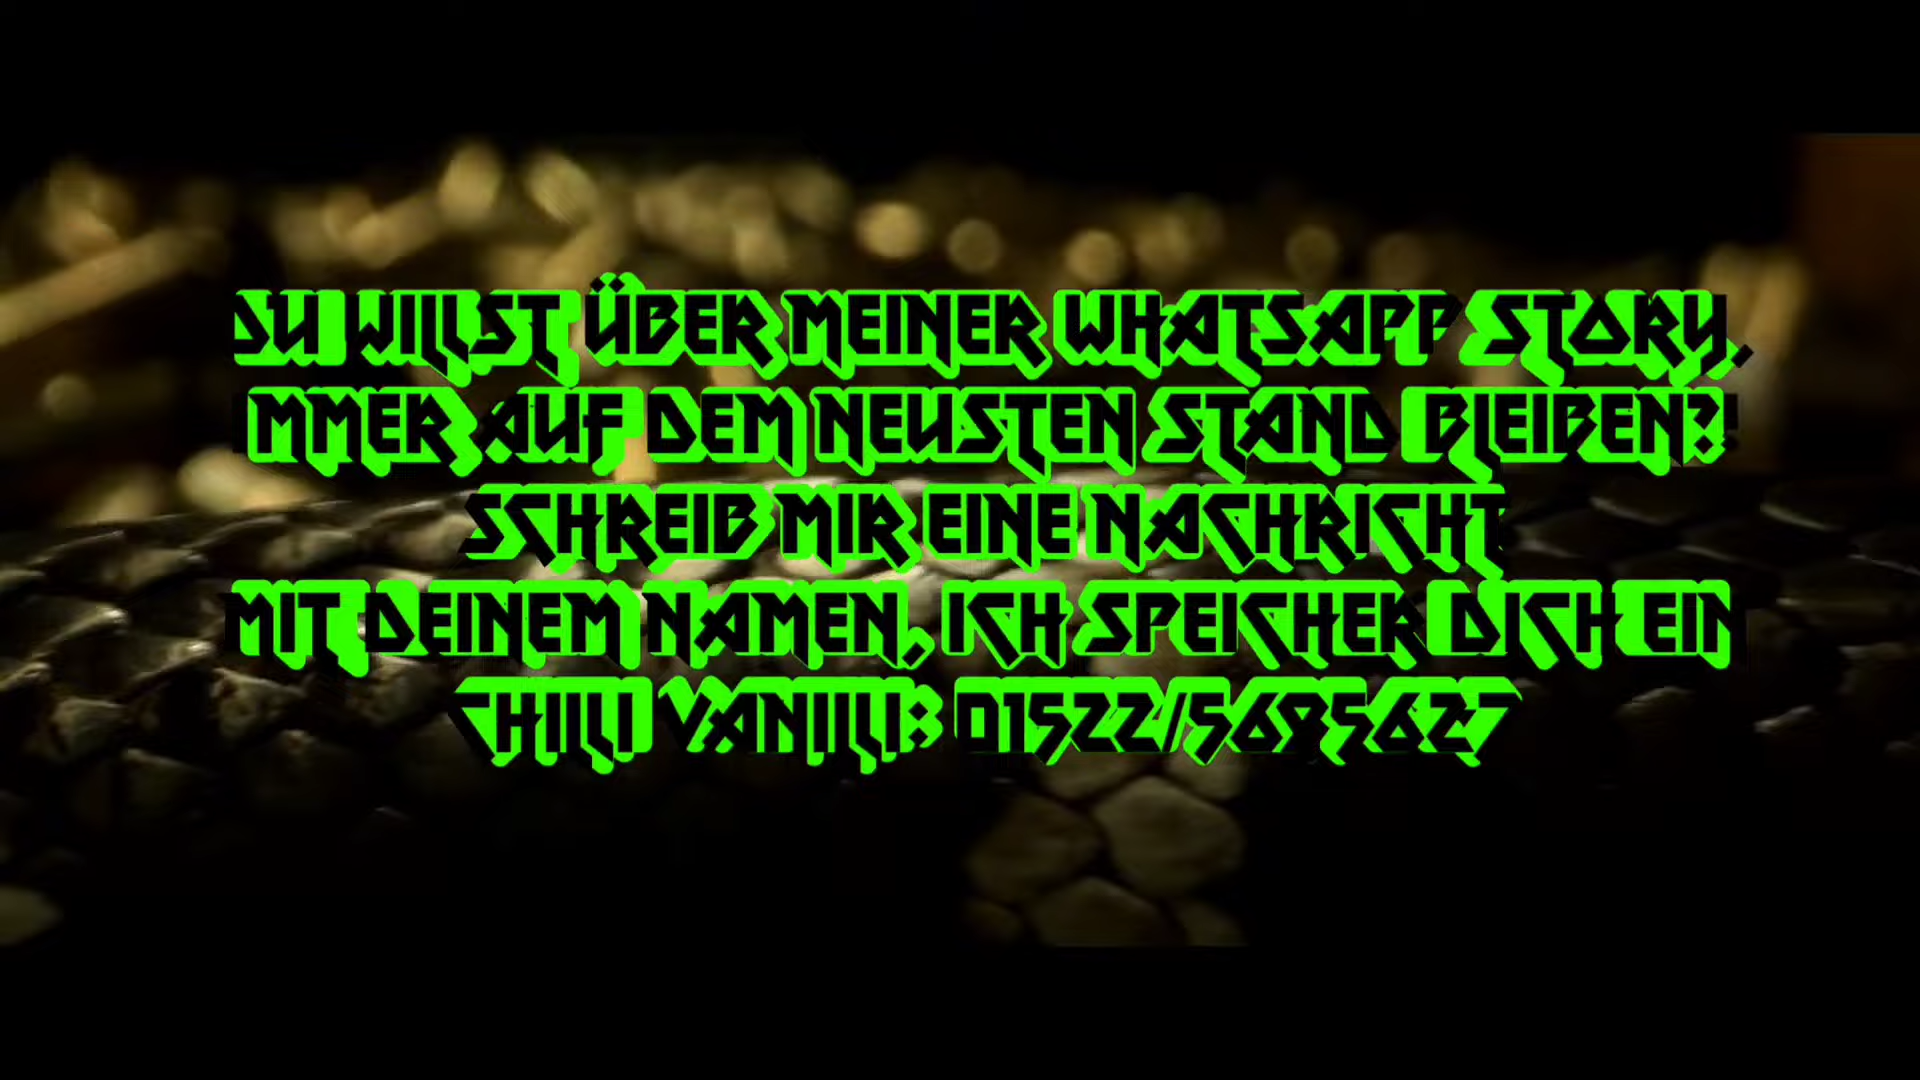 DU WILLST ÜBER MEINER WHATSAPP STORY,
IMMER AUF DEM NEUSTEN STAND BLEIBEN?!
SCHREIB MIR EINE NACHRICHT
MIT DEINEM NAMEN, ICH SPEICHER DICH EIN
CHILI VANILLI: 01522/5695627